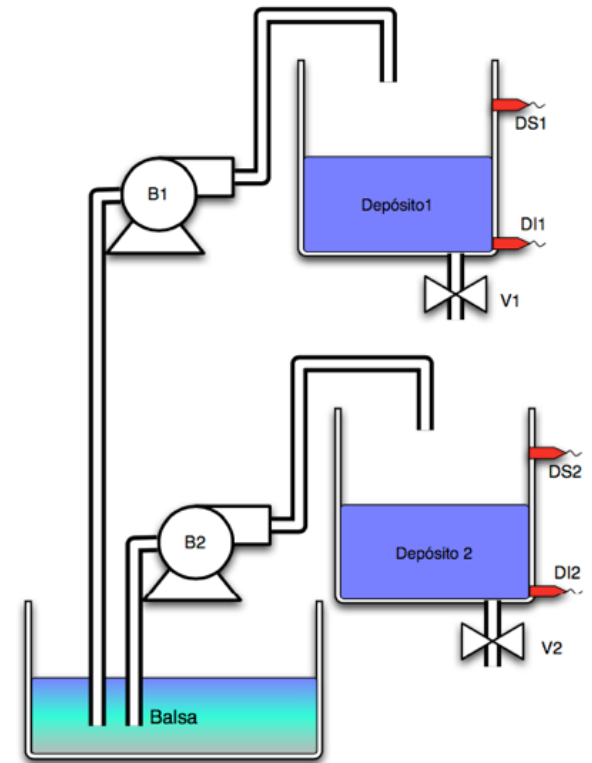 DS1
B1
Depósito1
DI1
V1
DS2
B2
Depósito 2
DI2
V2
Balsa